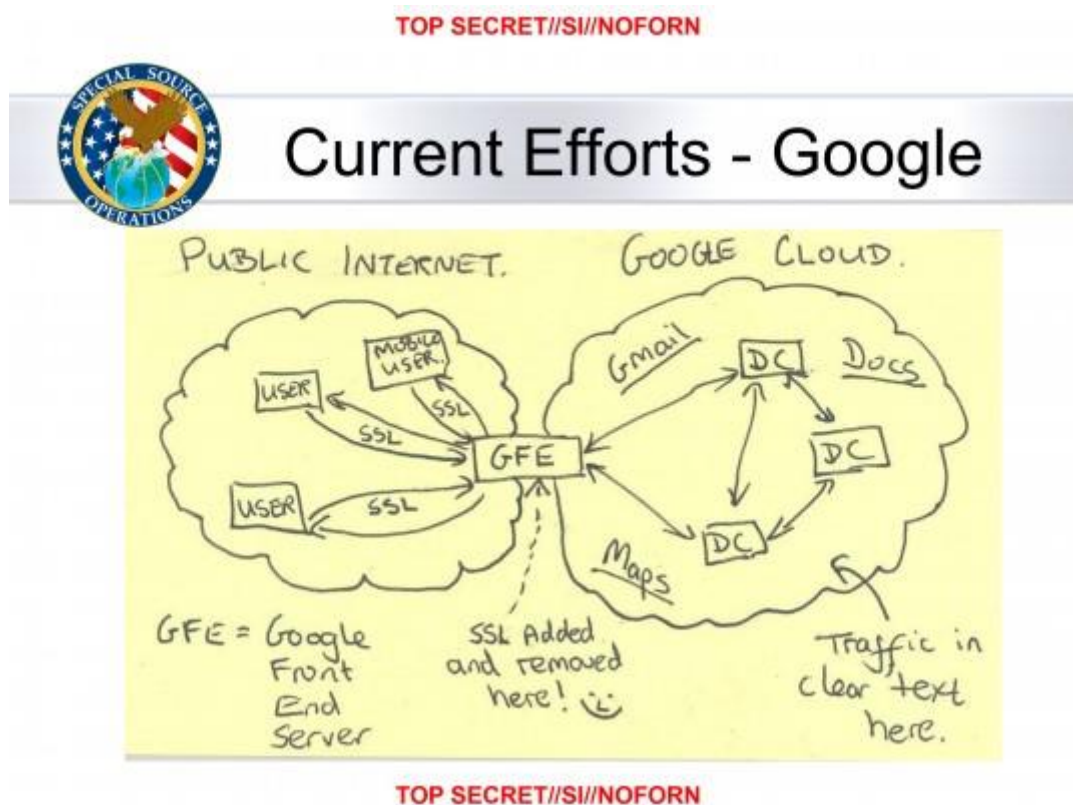 TOP SECRET//SI//NOFORN
SPECIAL SOURCE
OPERATIONS
Current Efforts - Google
PUBLIC INTERNET.
GOOGLE CLOUD.
MOBILE
USER.
USER
SSL
SSL
USER
SSL
GFE
Gmail
DC
Docs
DC
DC
Maps
GFE = Google
Front
End
Server
SSL Added
and removed
here!
Traffic in
clear text
here.
TOP SECRET//SI//NOFORN